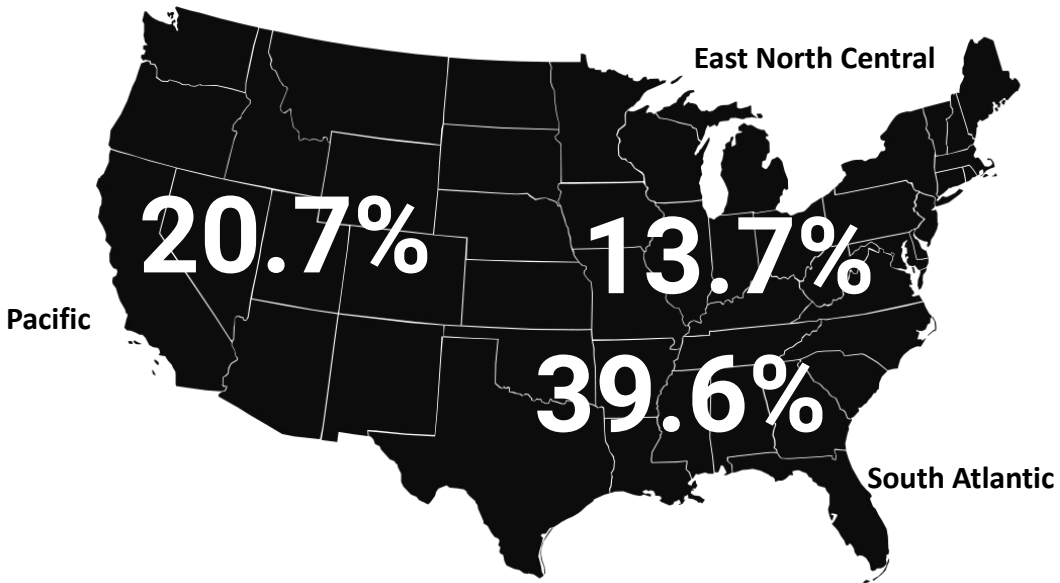 East North Central
20.7%
13.7%
Pacific
39.6%
South Atlantic